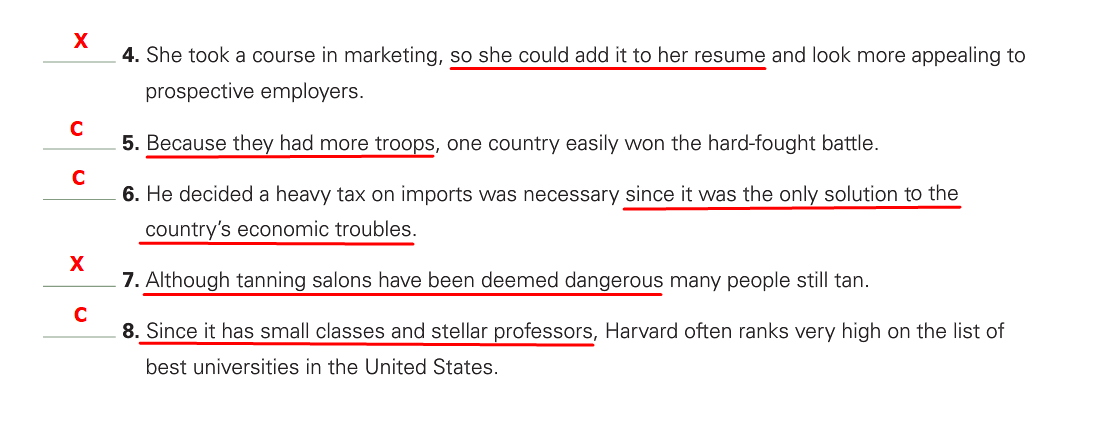 X 4. She took a course in marketing, so she could add it to her resume and look more appealing to
prospective employers.
C 5. Because they had more troops, one country easily won the hard-fought battle.
C 6. He decided a heavy tax on imports was necessary since it was the only solution to the
country’s economic troubles.
X 7. Although tanning salons have been deemed dangerous many people still tan.
C 8. Since it has small classes and stellar professors, Harvard often ranks very high on the list of
best universities in the United States.